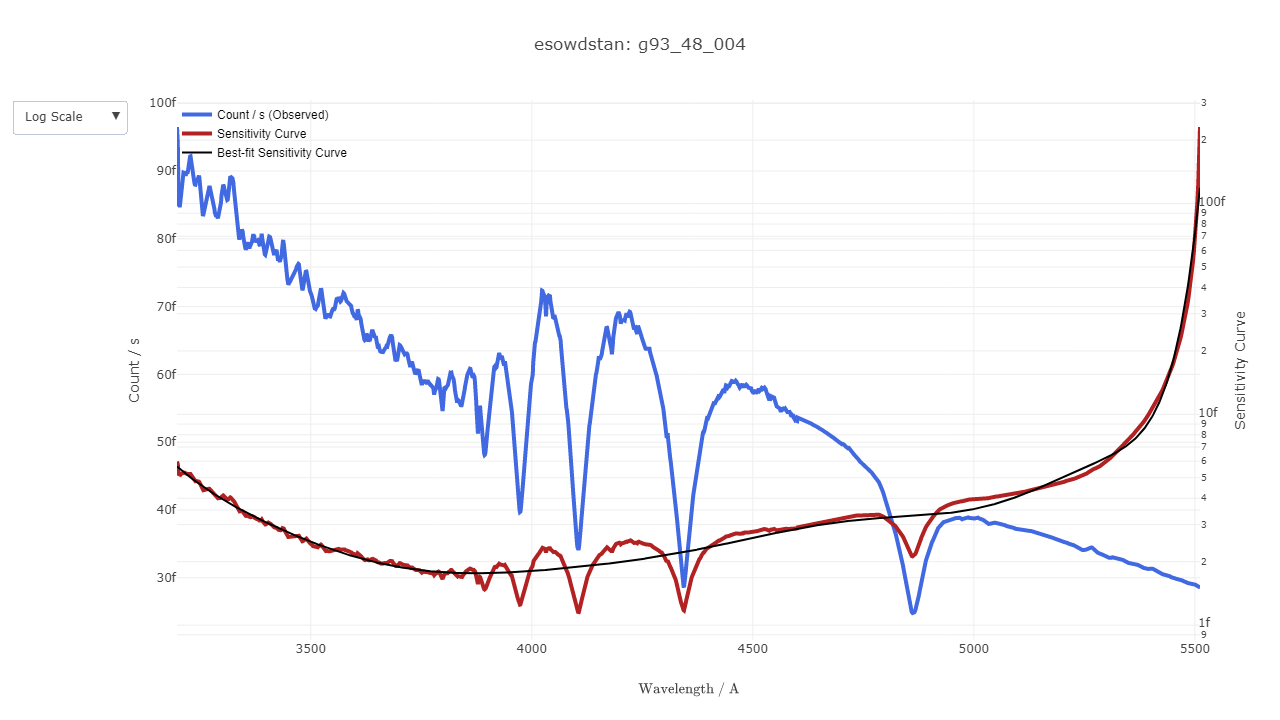 esowdstan: g93_48_004
Log Scale ▼
Count / s (Observed)
Sensitivity Curve
Best-fit Sensitivity Curve
100f
90f
80f
70f
60f
50f
40f
30f
Count / s
3
2
100f
9
8
7
6
5
4
3
2
10f
9
8
7
6
5
4
3
2
1f
9
Sensitivity Curve
3500 4000 4500 5000 5500
Wavelength / A